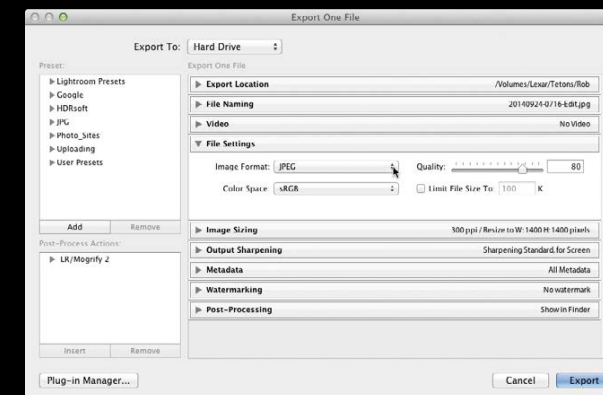 Export One File
Export To: Hard Drive
Preset:
Lightroom Presets
Google
HDRsoft
JPG
Photo_Sites
Uploading
User Presets
Add Remove
Post-Process Actions:
LR/Mogrify 2
Insert Remove
Plug-in Manager...
Export One File
Export Location /Volumes/Lexar/Tetons/Rob
File Naming 20140924-0716-Edit.jpg
Video No Video
File Settings
Image Format: JPEG Quality: 80
Color Space: sRGB Limit File Size To: 100 K
Image Sizing 300 ppi / Resize to W: 1400 H: 1400 pixels
Output Sharpening Sharpening Standard, for Screen
Metadata All Metadata
Watermarking No watermark
Post-Processing Show in Finder
Cancel Export